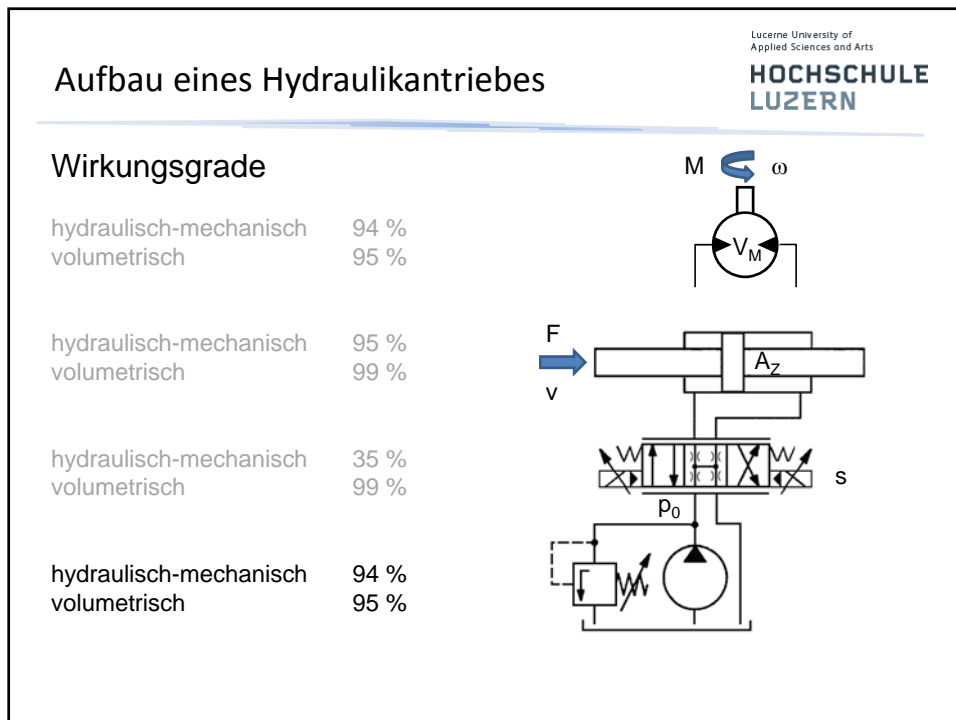 Lucerne University of
Applied Sciences and Arts
HOCHSCHULE
LUZERN
Aufbau eines Hydraulikantriebes
Wirkungsgrade
M ω
hydraulisch-mechanisch 94 %
volumetrisch 95 %
V_M
hydraulisch-mechanisch 95 %
volumetrisch 99 %
F
A_Z
v
hydraulisch-mechanisch 35 %
volumetrisch 99 %
s
p_0
hydraulisch-mechanisch 94 %
volumetrisch 95 %